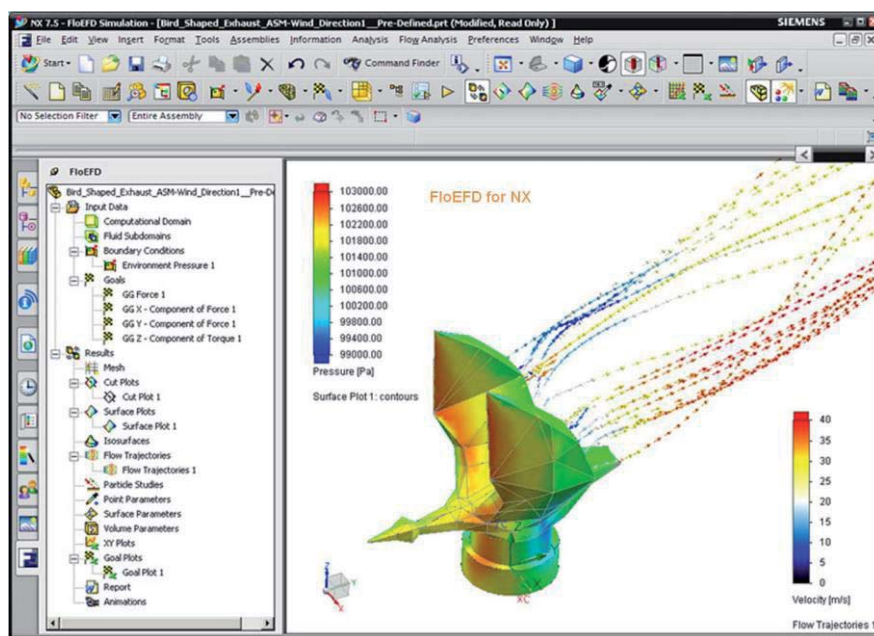 NX 7.5 - FloEFD Simulation - [Bird_Shaped_Exhaust_ASM-Wind_Direction1__Pre-Defined.prt (Modified, Read Only) ]
SIEMENS
File Edit View Insert Format Tools Assemblies Information Analysis Flow Analysis Preferences Window Help
Start
Command Finder
No Selection Filter
Entire Assembly
FloEFD
Bird_Shaped_Exhaust_ASM-Wind_Direction1__Pre-D
Input Data
Computational Domain
Fluid Subdomains
Boundary Conditions
Environment Pressure 1
Goals
GG Force 1
GG X - Component of Force 1
GG Y - Component of Force 1
GG Z - Component of Torque 1
Results
Mesh
Cut Plots
Cut Plot 1
Surface Plots
Surface Plot 1
Isosurfaces
Flow Trajectories
Flow Trajectories 1
Particle Studies
Point Parameters
Surface Parameters
Volume Parameters
XY Plots
Goal Plots
Goal Plot 1
Report
Animations
FloEFD for NX
103000.00
102600.00
102200.00
101800.00
101400.00
101000.00
100600.00
100200.00
99800.00
99400.00
99000.00
Pressure [Pa]
Surface Plot 1: contours
40
35
30
25
20
15
10
5
0
Velocity [m/s]
Flow Trajectories 1
Z
X
XC
Z
Y
X